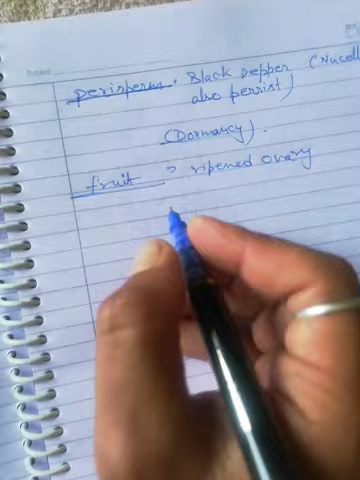 perisperm. Black pepper (Nucell
also persist)
(Dormancy).
fruit => ripened ovary